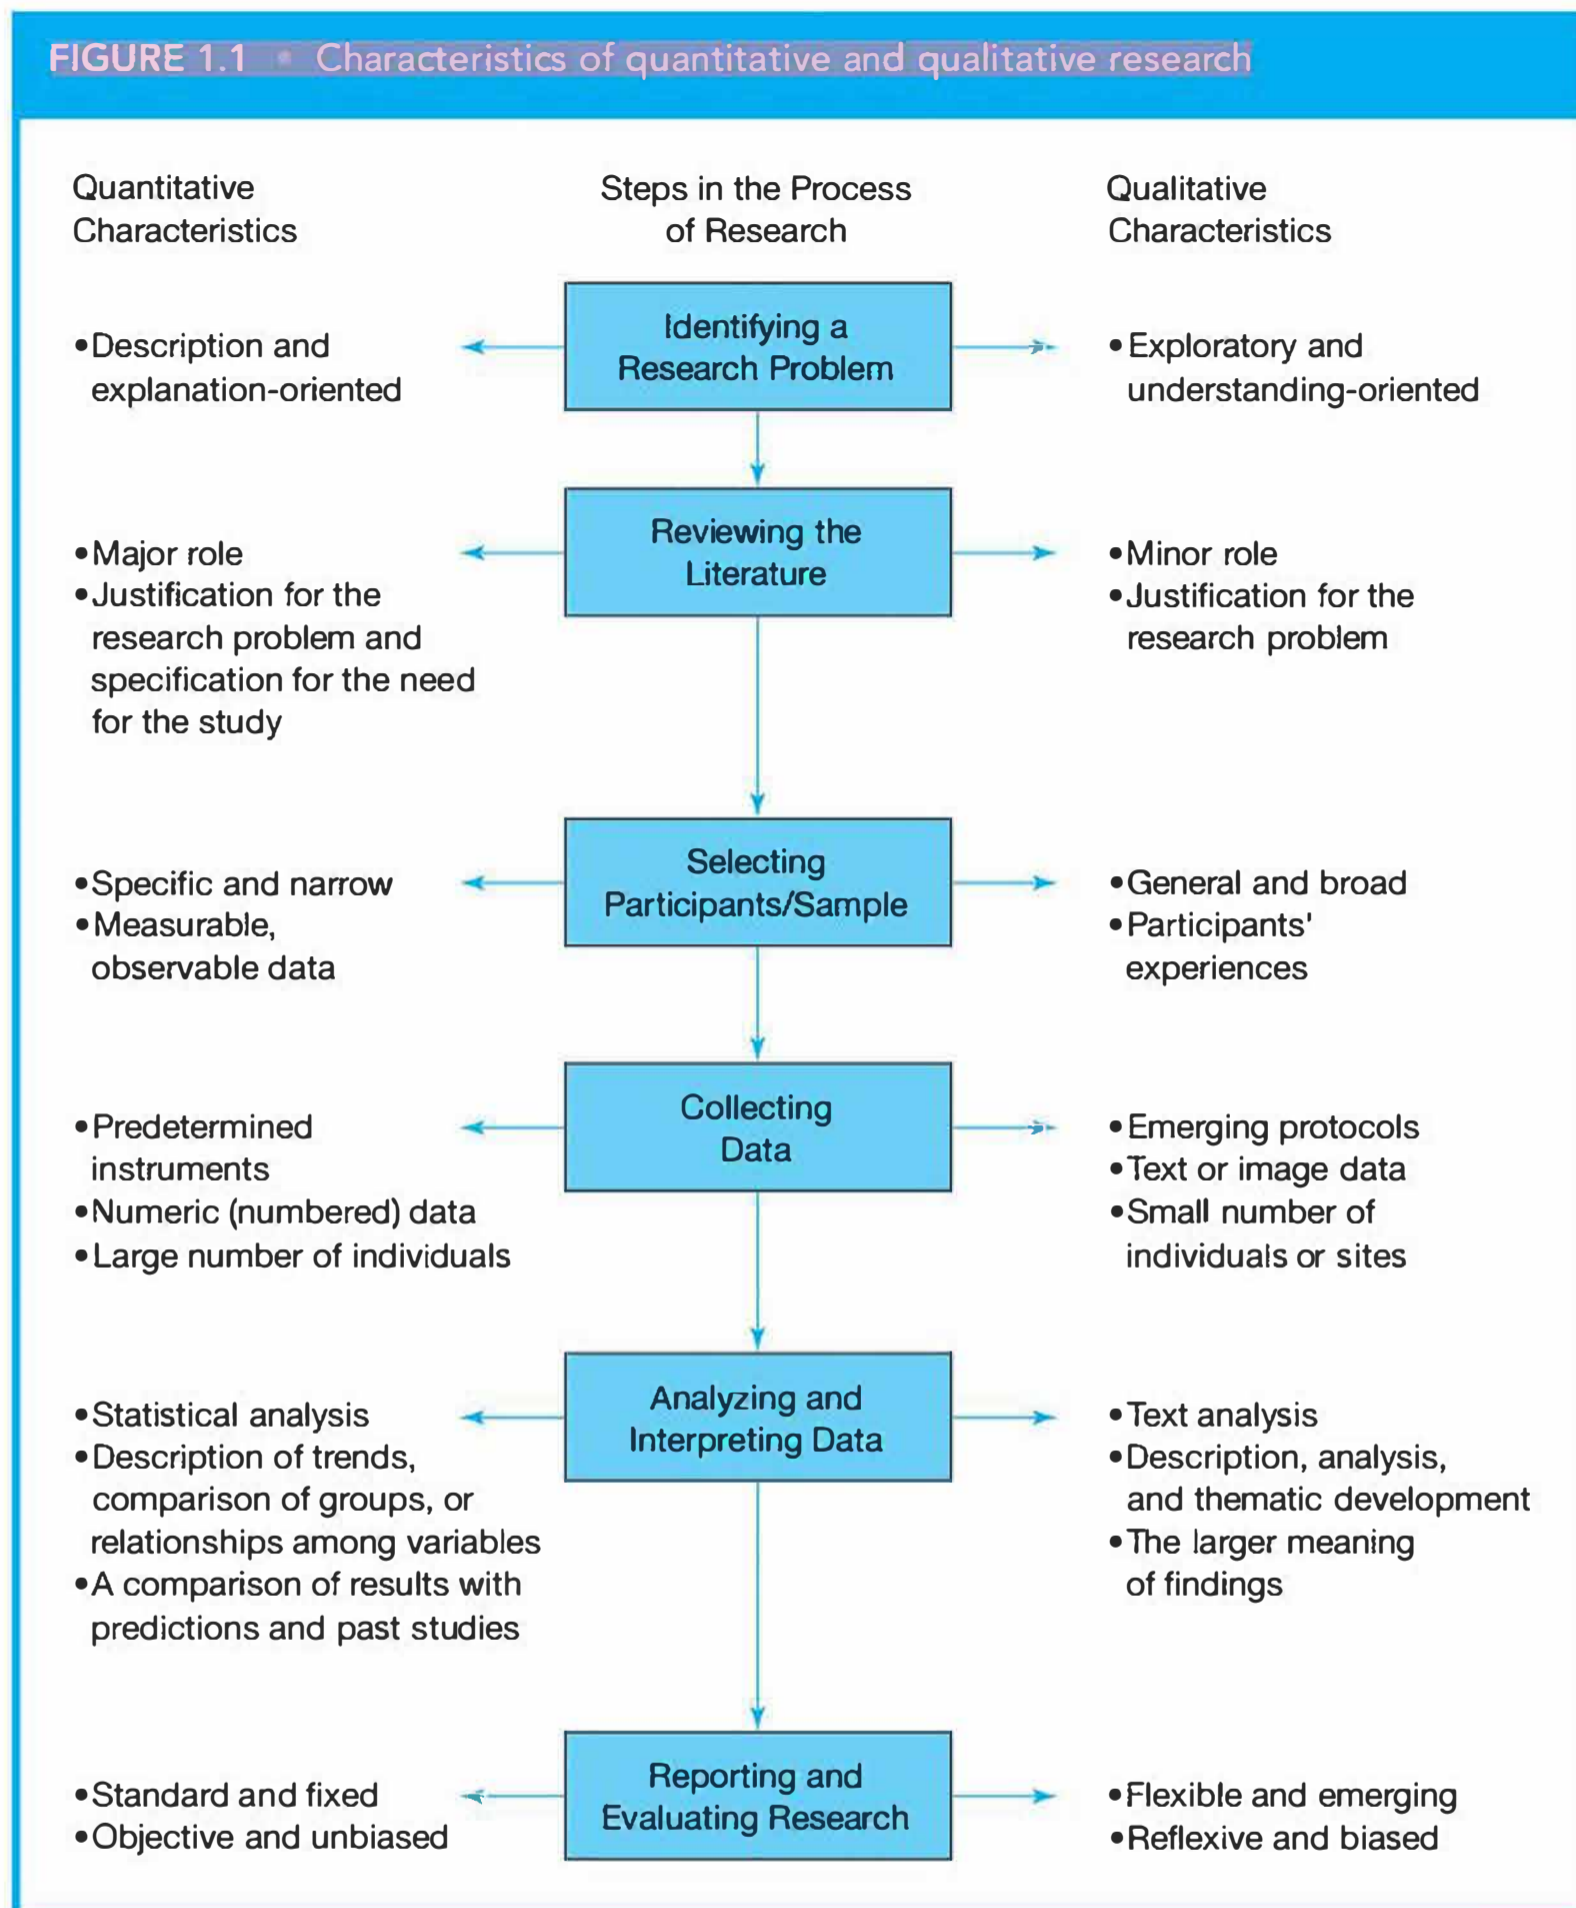 FIGURE 1.1 • Characteristics of quantitative and qualitative research
Quantitative
Characteristics
Steps in the Process
of Research
Qualitative
Characteristics
•Description and
explanation-oriented
Identifying a
Research Problem
•Exploratory and
understanding-oriented
•Major role
•Justification for the
research problem and
specification for the need
for the study
Reviewing the
Literature
•Minor role
•Justification for the
research problem
•Specific and narrow
•Measurable,
observable data
Selecting
Participants/Sample
•General and broad
•Participants'
experiences
•Predetermined
instruments
•Numeric (numbered) data
•Large number of individuals
Collecting
Data
•Emerging protocols
•Text or image data
•Small number of
individuals or sites
•Statistical analysis
•Description of trends,
comparison of groups, or
relationships among variables
•A comparison of results with
predictions and past studies
Analyzing and
Interpreting Data
•Text analysis
•Description, analysis,
and thematic development
•The larger meaning
of findings
•Standard and fixed
•Objective and unbiased
Reporting and
Evaluating Research
•Flexible and emerging
•Reflexive and biased